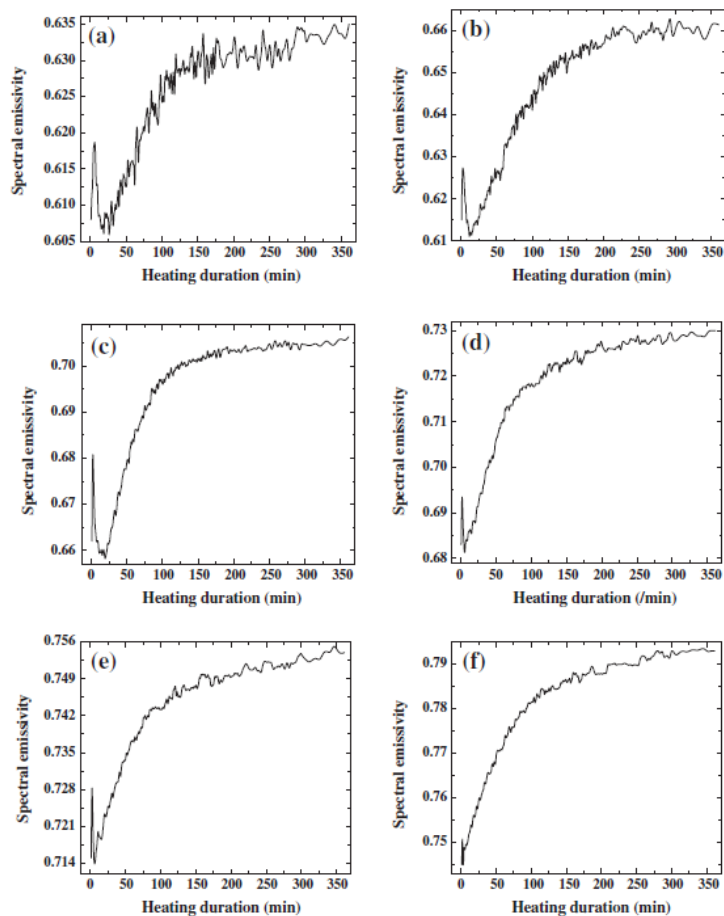 (a)
Spectral emissivity
0.635
0.630
0.625
0.620
0.615
0.610
0.605
0 50 100 150 200 250 300 350
Heating duration (min)
(b)
Spectral emissivity
0.66
0.65
0.64
0.63
0.62
0.61
0 50 100 150 200 250 300 350
Heating duration (min)
(c)
Spectral emissivity
0.70
0.69
0.68
0.67
0.66
0 50 100 150 200 250 300 350
Heating duration (min)
(d)
Spectral emissivity
0.73
0.72
0.71
0.70
0.69
0.68
0 50 100 150 200 250 300 350
Heating duration (/min)
(e)
Spectral emissivity
0.756
0.749
0.742
0.735
0.728
0.721
0.714
0 50 100 150 200 250 300 350
Heating duration (min)
(f)
Spectral emissivity
0.79
0.78
0.77
0.76
0.75
0 50 100 150 200 250 300 350
Heating duration (min)